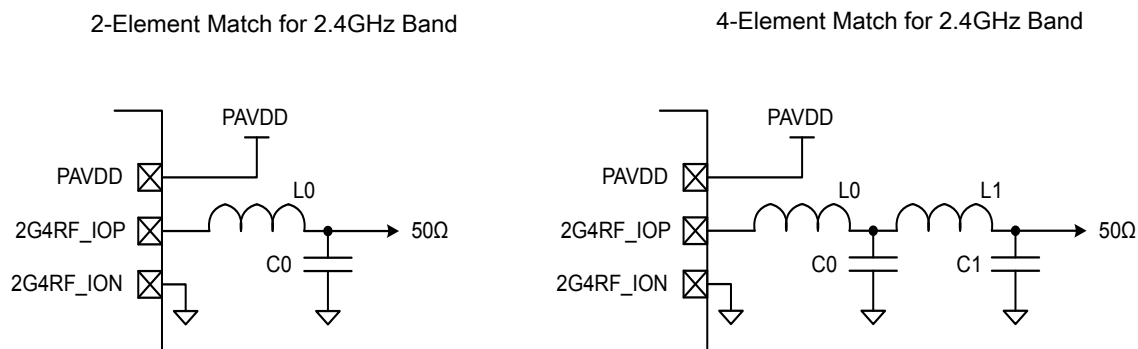 2-Element Match for 2.4GHz Band
PAVDD
PAVDD
L0
2G4RF_IOP
50Ω
C0
2G4RF_ION
4-Element Match for 2.4GHz Band
PAVDD
PAVDD
L0
L1
2G4RF_IOP
50Ω
C0
C1
2G4RF_ION